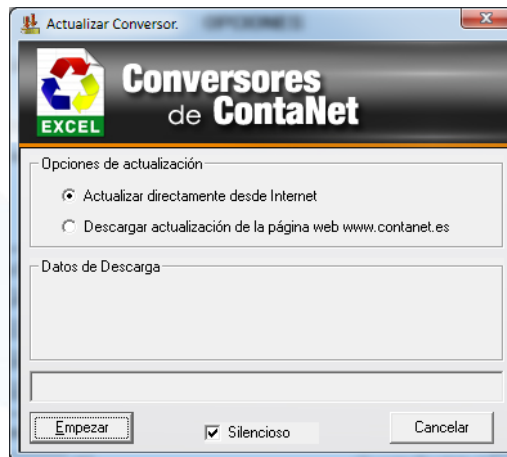 Actualizar Conversor.
OPCIONES
Conversores
de ContaNet
EXCEL
Opciones de actualización
Actualizar directamente desde Internet
Descargar actualización de la página web www.contanet.es
Datos de Descarga
Empezar
Silencioso
Cancelar